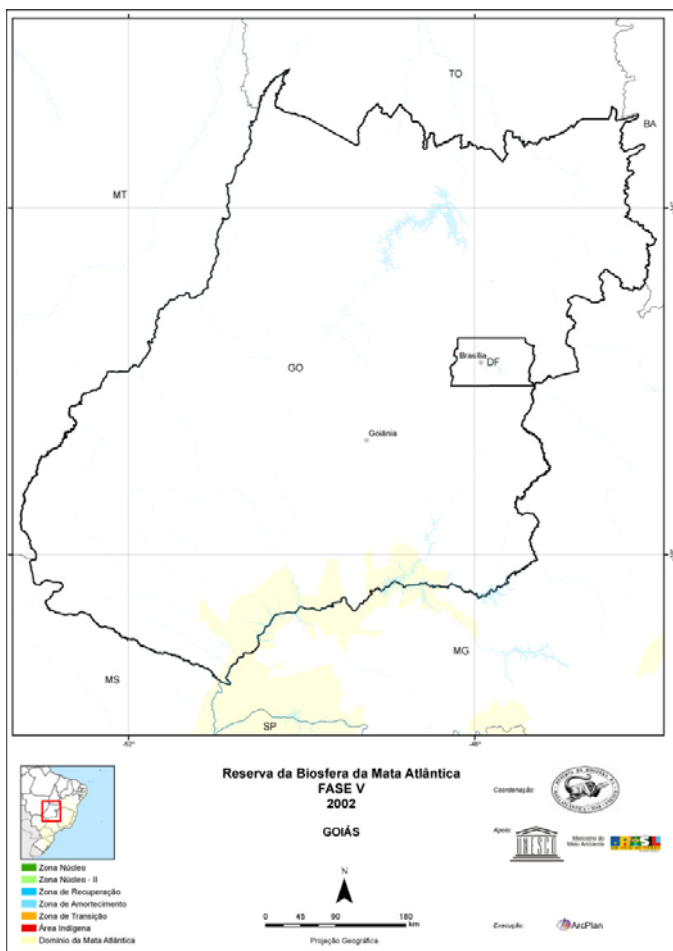 TO
BA
MT
Brasília
DF
GO
Goiânia
MG
MS
SP
Reserva da Biosfera da Mata Atlântica
FASE V
2002
GOIÁS
N
0 45 90 180
km
Projeção Geográfica
Zona Núcleo
Zona Núcleo - II
Zona de Recuperação
Zona de Amortecimento
Zona de Transição
Área Indígena
Domínio da Mata Atlântica
Coordenação:
Apoio:
UNESCO
Ministério do
Meio Ambiente
Execução:
ArcPlan